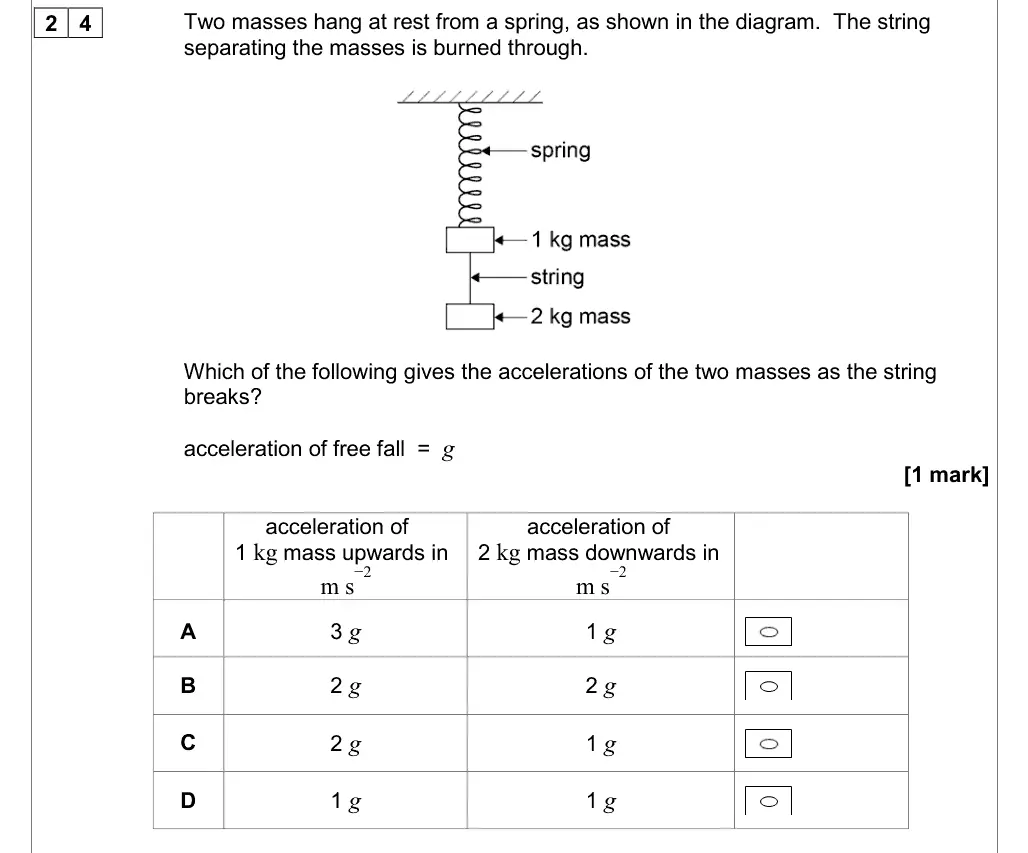 2 4
Two masses hang at rest from a spring, as shown in the diagram. The string
separating the masses is burned through.
spring
1 kg mass
string
2 kg mass
Which of the following gives the accelerations of the two masses as the string
breaks?
acceleration of free fall = g
[1 mark]
acceleration of
1 kg mass upwards in
m s⁻²
acceleration of
2 kg mass downwards in
m s⁻²
A 3 g 1 g
B 2 g 2 g
C 2 g 1 g
D 1 g 1 g